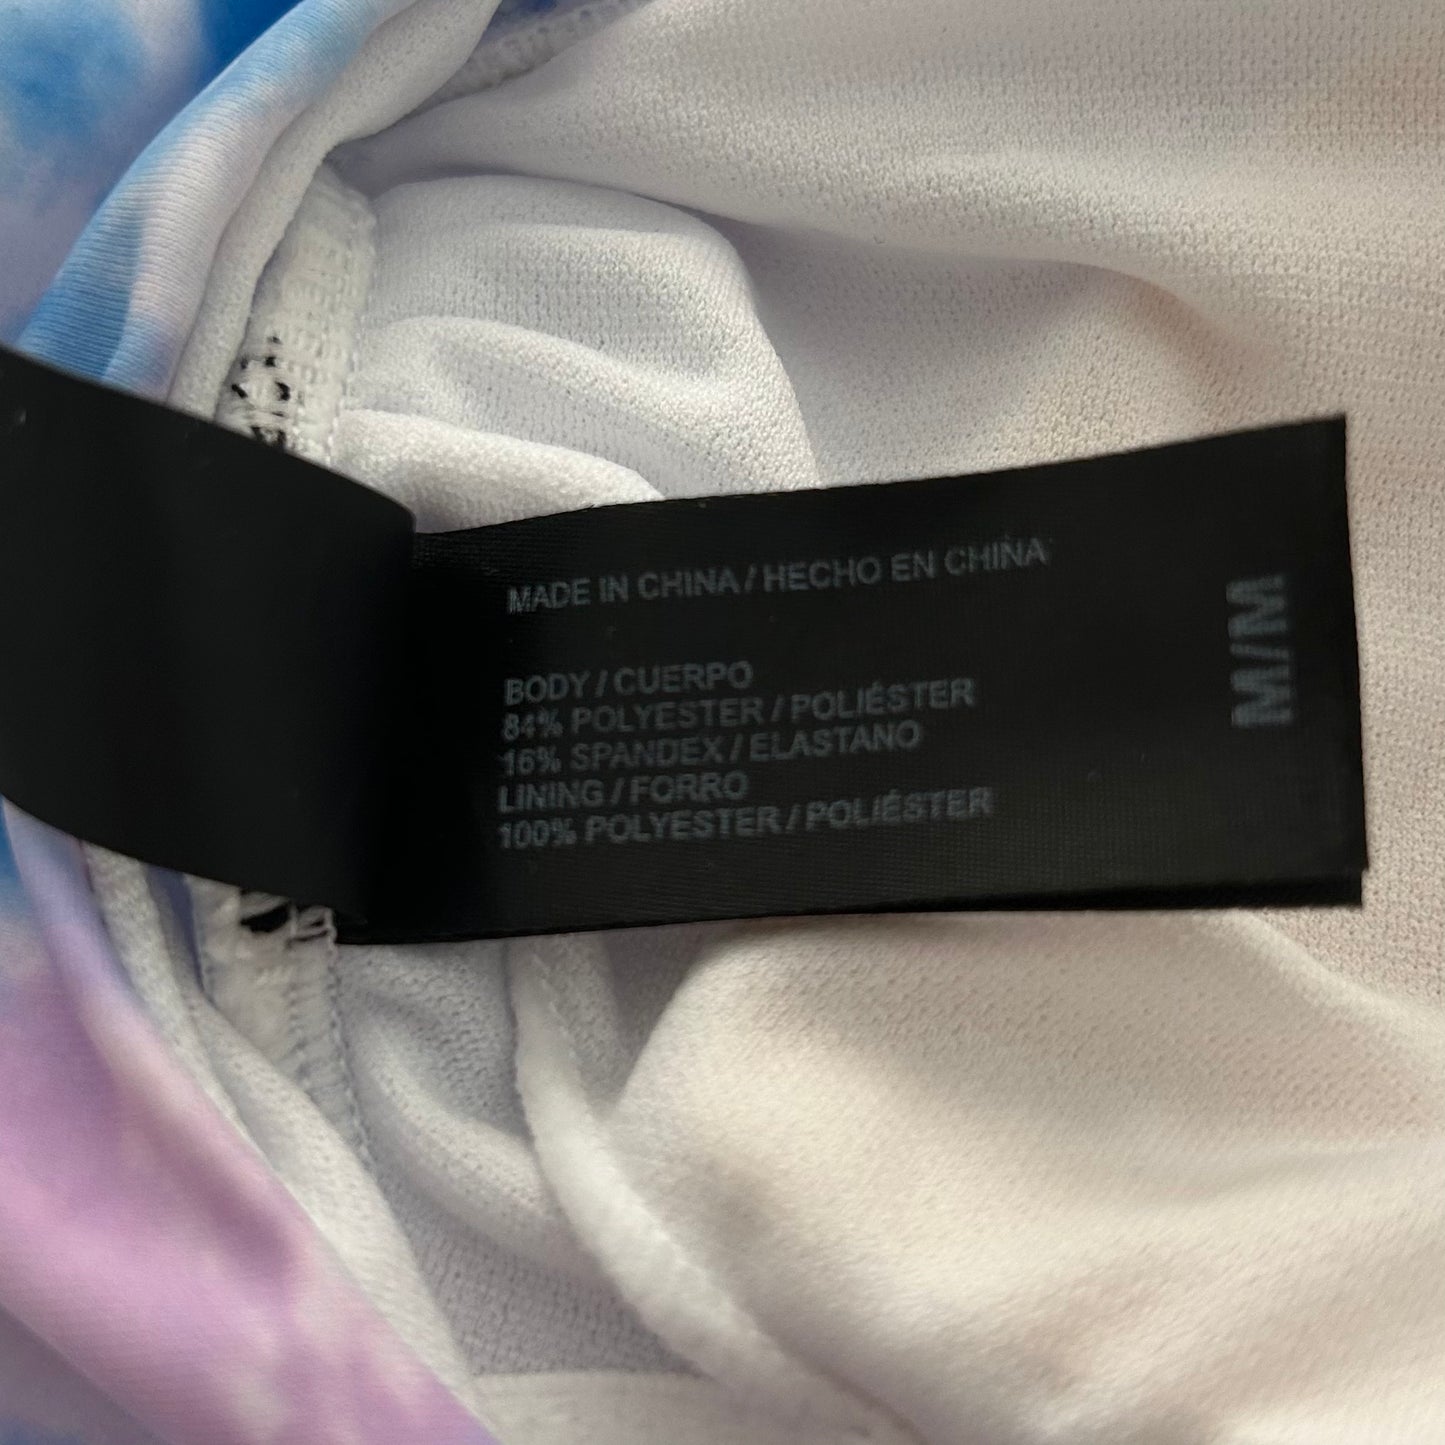 MADE IN CHINA / HECHO EN CHINA
BODY / CUERPO
84% POLYESTER / POLIÉSTER
16% SPANDEX / ELASTANO
LINING / FORRO
100% POLYESTER / POLIÉSTER
M/M